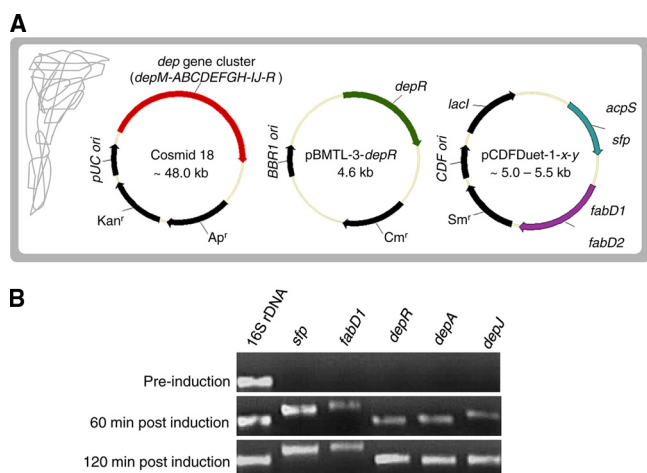 A
dep gene cluster
(depM-ABCDEFGH-IJ-R )
pUC ori
Cosmid 18
~ 48.0 kb
Kanʳ
Apʳ
depR
BBR1 ori
pBMTL-3-depR
4.6 kb
Cmʳ
lacI
acpS
sfp
CDF ori
pCDFDuet-1-x-y
~ 5.0 – 5.5 kb
Smʳ
fabD1
fabD2
B
16S rDNA
sfp
fabD1
depR
depA
depJ
Pre-induction
60 min post induction
120 min post induction